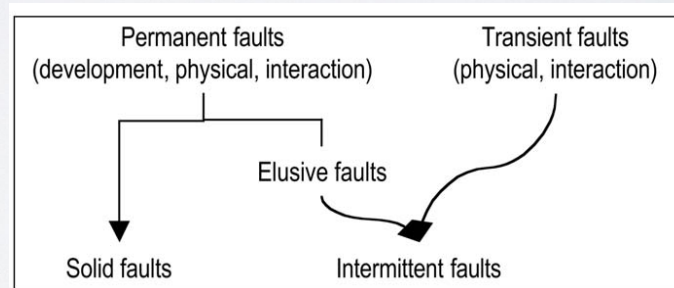 Permanent faults
(development, physical, interaction)
Transient faults
(physical, interaction)
Elusive faults
Solid faults
Intermittent faults